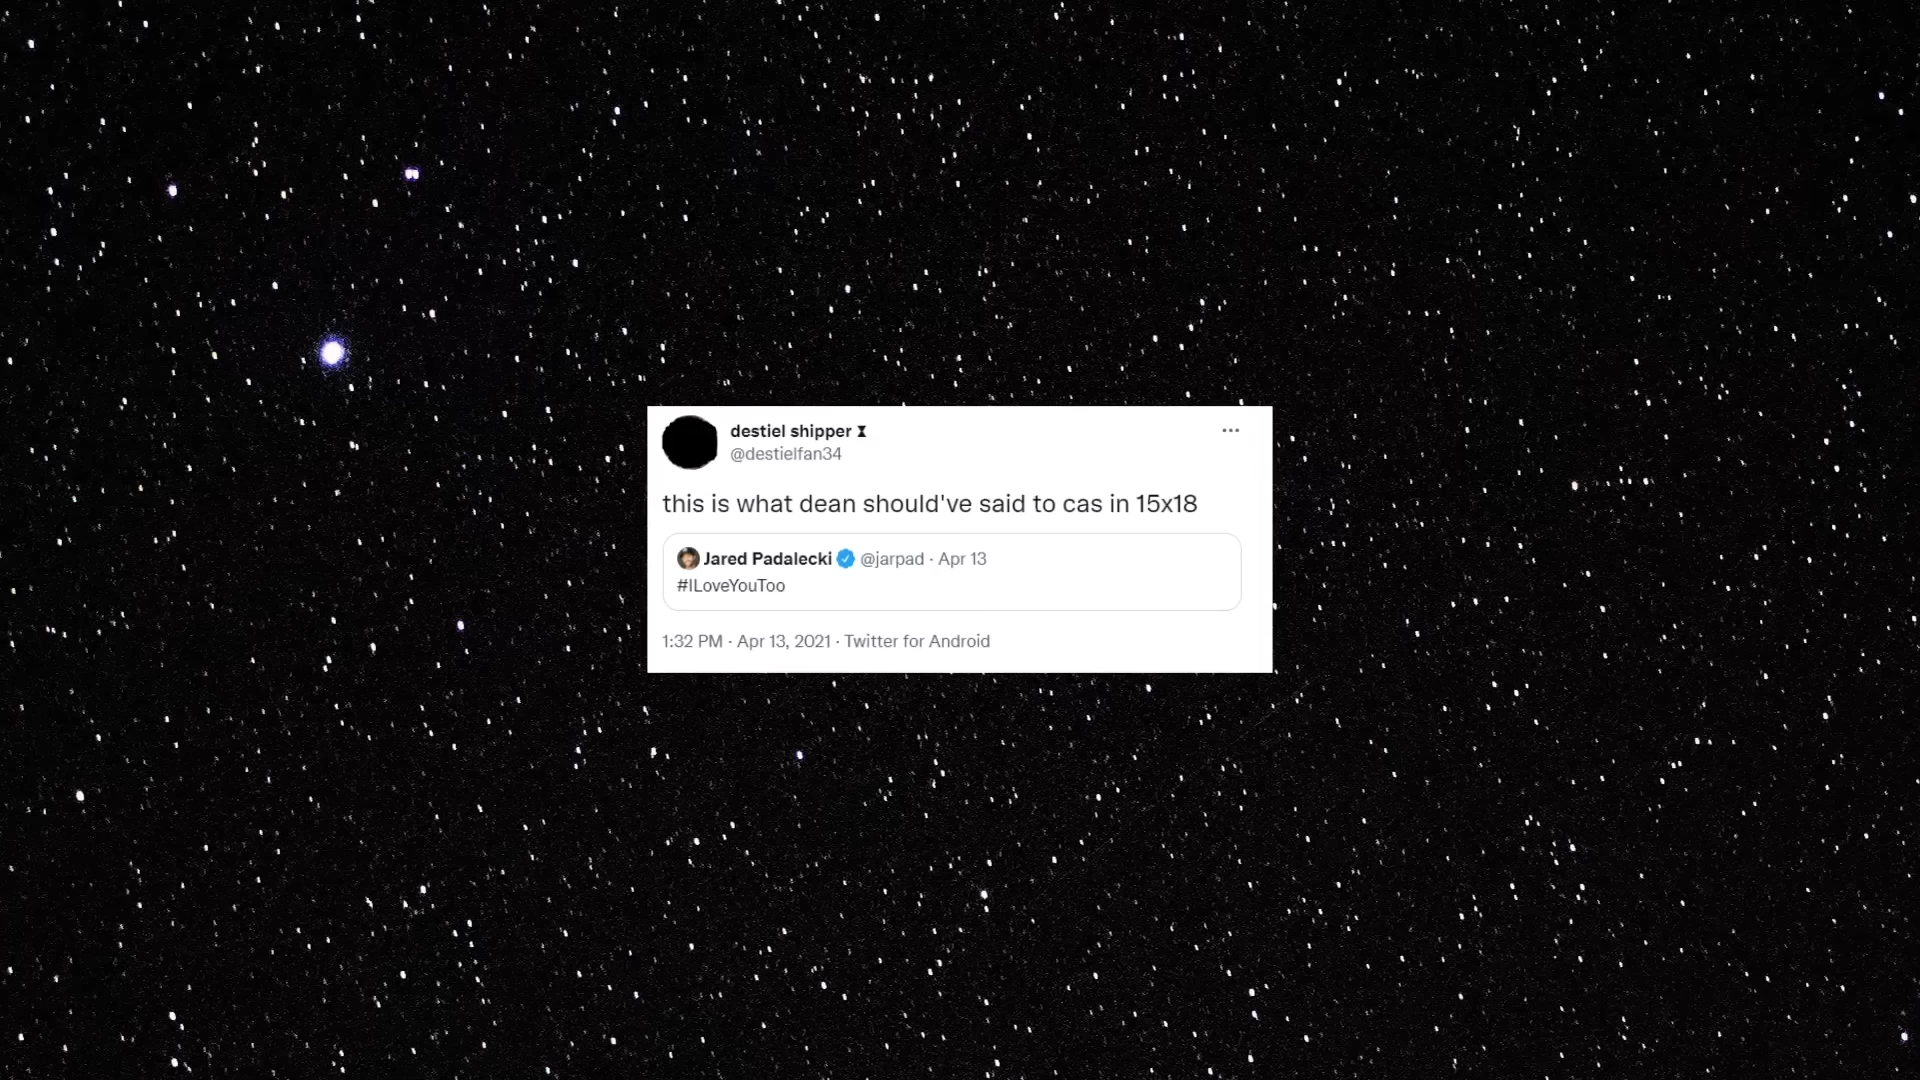 destiel shipper
@destielfan34
this is what dean should've said to cas in 15x18
Jared Padalecki @jarpad · Apr 13
#ILoveYouToo
1:32 PM · Apr 13, 2021 · Twitter for Android